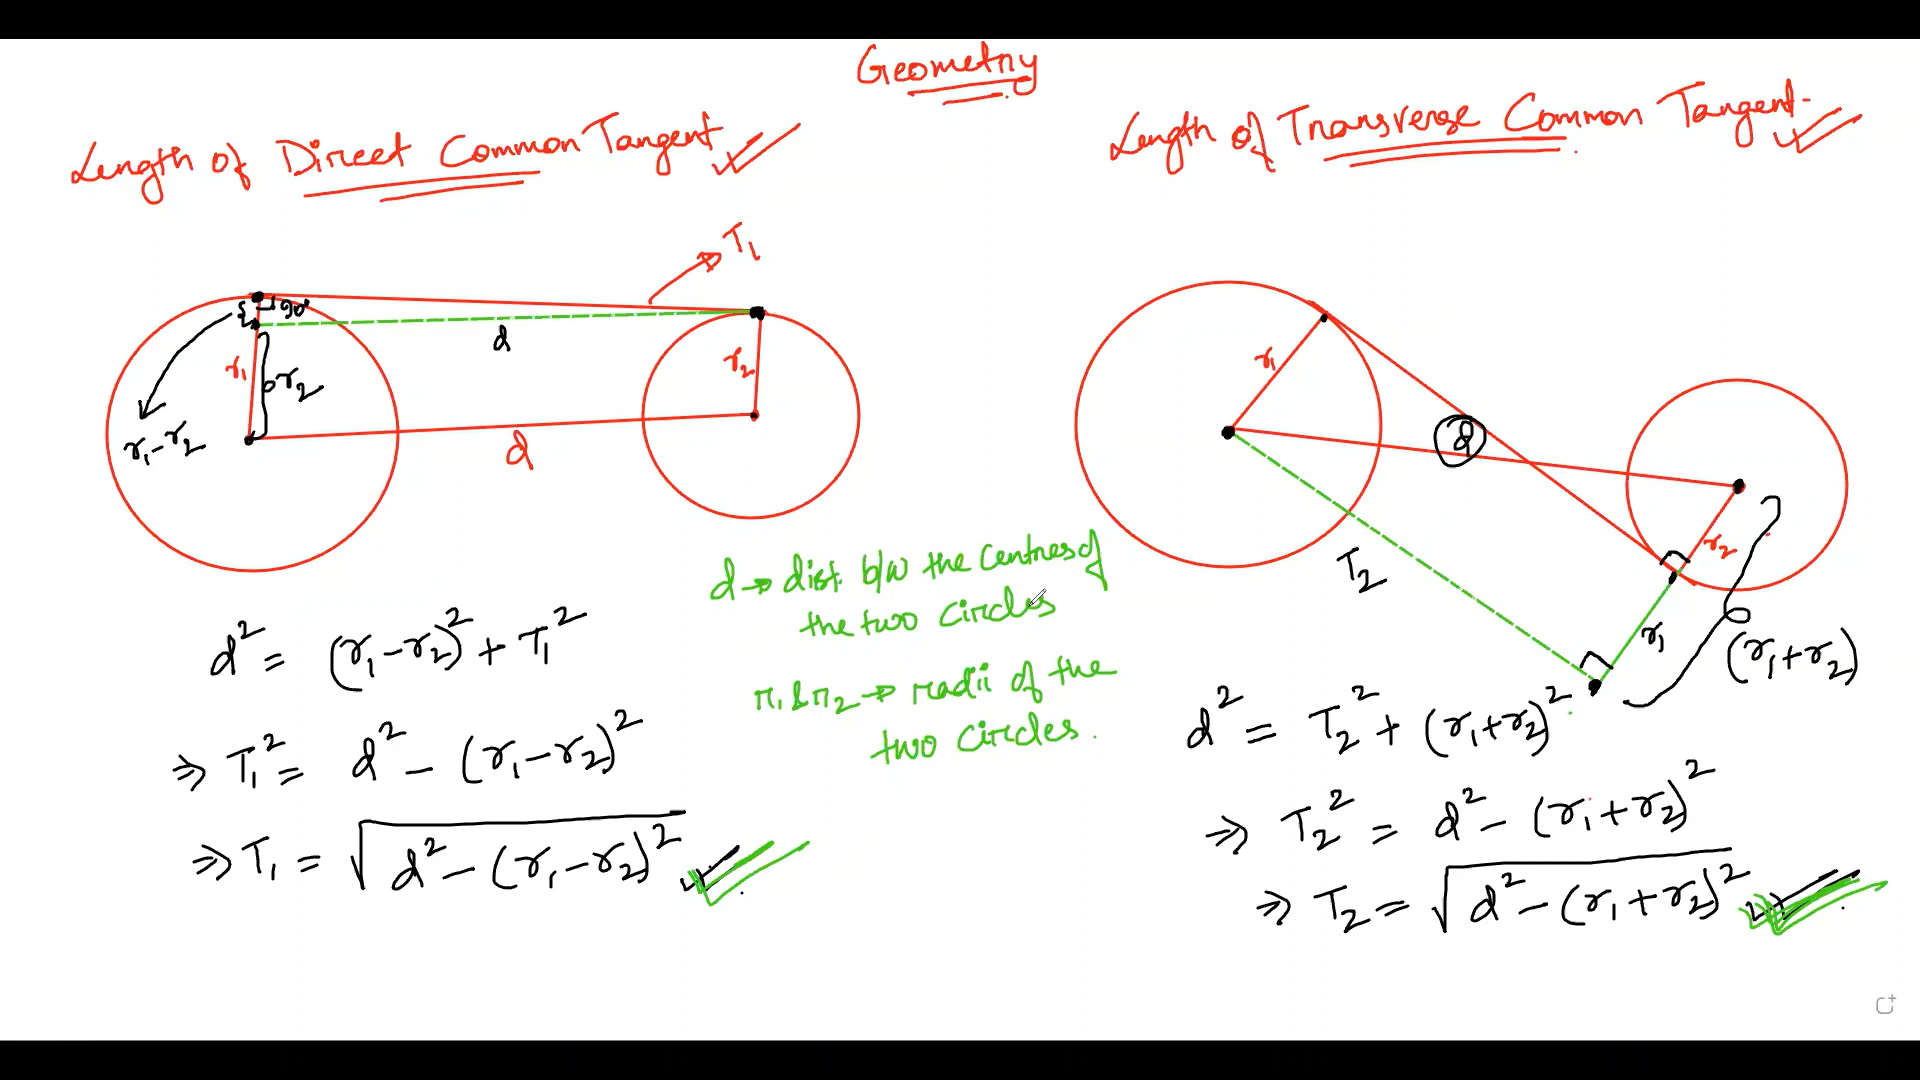 Geometry
Length of Direct Common Tangent
T₁
90°
d
r₁
r₂
r₂
r₁-r₂
d
d² = (r₁-r₂)² + T₁²
⇒ T₁² = d² - (r₁-r₂)²
⇒ T₁ = √(d² - (r₁-r₂)²)
d → dist. b/w the centres of
the two circles
r₁ & r₂ → radii of the
two circles.
Length of Transverse Common Tangent
r₁
d
r₂
T₂
r₁
(r₁+r₂)
d² = T₂² + (r₁+r₂)²
⇒ T₂² = d² - (r₁+r₂)²
⇒ T₂ = √(d² - (r₁+r₂)²)